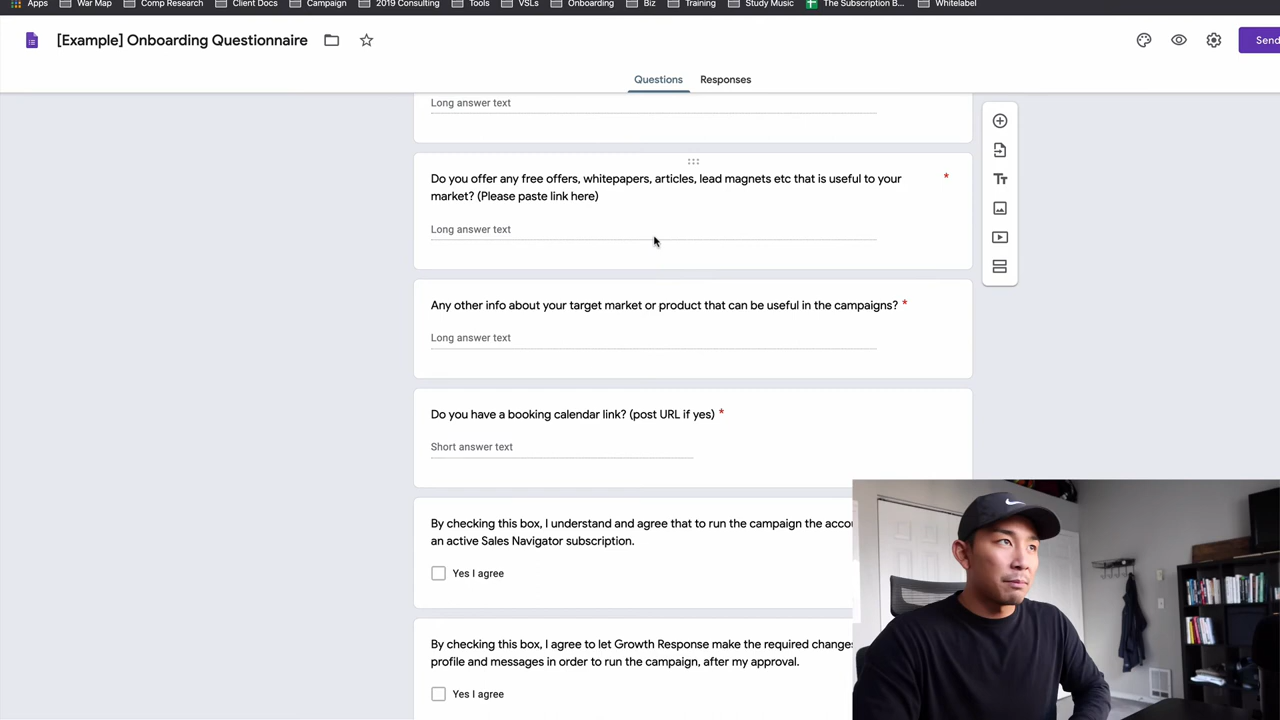 Apps War Map Comp Research Client Docs Campaign 2019 Consulting Tools VSLs Onboarding Biz Training Study Music The Subscription B... Whitelabel
[Example] Onboarding Questionnaire
Send
Questions Responses
Long answer text
Do you offer any free offers, whitepapers, articles, lead magnets etc that is useful to your *
market? (Please paste link here)
Long answer text
Any other info about your target market or product that can be useful in the campaigns? *
Long answer text
Do you have a booking calendar link? (post URL if yes) *
Short answer text
By checking this box, I understand and agree that to run the campaign the
an active Sales Navigator subscription.
Yes I agree
By checking this box, I agree to let Growth Response make the required changes
profile and messages in order to run the campaign, after my approval.
Yes I agree